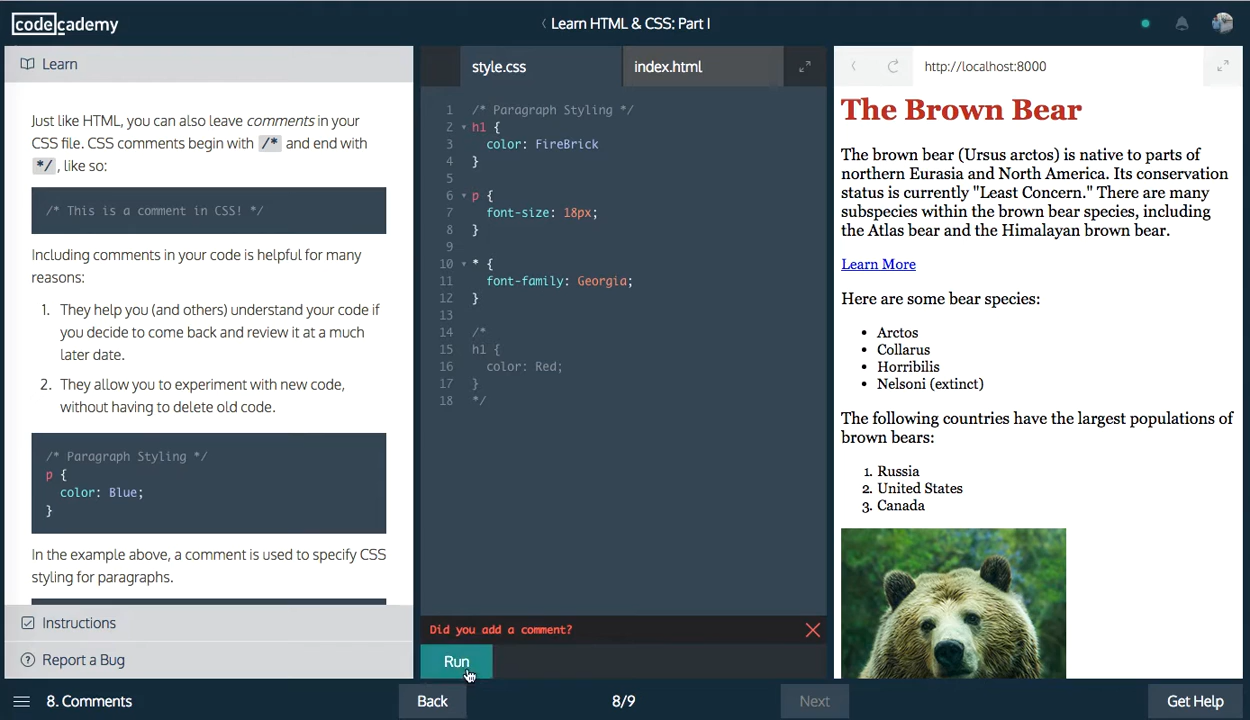 codecademy
Learn HTML & CSS: Part I
Learn
Just like HTML, you can also leave comments in your
CSS file. CSS comments begin with /* and end with
*/ , like so:
/* This is a comment in CSS! */
Including comments in your code is helpful for many
reasons:
1. They help you (and others) understand your code if
you decide to come back and review it at a much
later date.
2. They allow you to experiment with new code,
without having to delete old code.
/* Paragraph Styling */
p {
color: Blue;
}
In the example above, a comment is used to specify CSS
styling for paragraphs.
Instructions
Report a Bug
style.css
index.html
1 /* Paragraph Styling */
2 h1 {
3 color: FireBrick
4 }
5
6 p {
7 font-size: 18px;
8 }
9
10 * {
11 font-family: Georgia;
12 }
13
14 /*
15 h1 {
16 color: Red;
17 }
18 */
Did you add a comment?
Run
http://localhost:8000
The Brown Bear
The brown bear (Ursus arctos) is native to parts of
northern Eurasia and North America. Its conservation
status is currently "Least Concern." There are many
subspecies within the brown bear species, including
the Atlas bear and the Himalayan brown bear.
Learn More
Here are some bear species:
• Arctos
• Collarus
• Horribilis
• Nelsoni (extinct)
The following countries have the largest populations of
brown bears:
1. Russia
2. United States
3. Canada
8. Comments
Back
8/9
Next
Get Help